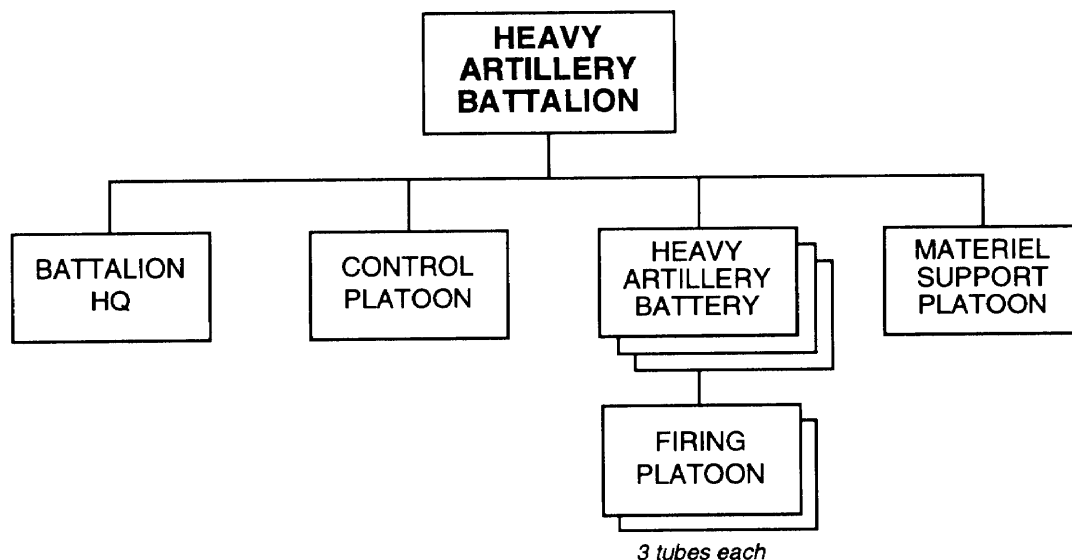 HEAVY
ARTILLERY
BATTALION
BATTALION
HQ
CONTROL
PLATOON
HEAVY
ARTILLERY
BATTERY
MATERIEL
SUPPORT
PLATOON
FIRING
PLATOON
3 tubes each